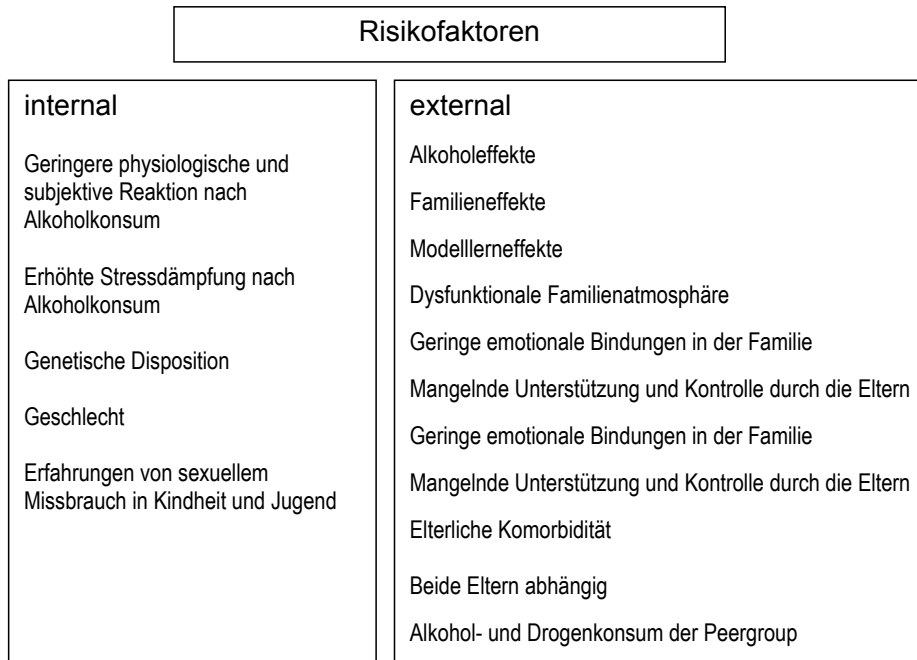 Risikofaktoren
internal
Geringere physiologische und
subjektive Reaktion nach
Alkoholkonsum
Erhöhte Stressdämpfung nach
Alkoholkonsum
Genetische Disposition
Geschlecht
Erfahrungen von sexuellem
Missbrauch in Kindheit und Jugend
external
Alkoholeffekte
Familieneffekte
Modelllerneffekte
Dysfunktionale Familienatmosphäre
Geringe emotionale Bindungen in der Familie
Mangelnde Unterstützung und Kontrolle durch die Eltern
Geringe emotionale Bindungen in der Familie
Mangelnde Unterstützung und Kontrolle durch die Eltern
Elterliche Komorbidität
Beide Eltern abhängig
Alkohol- und Drogenkonsum der Peergroup